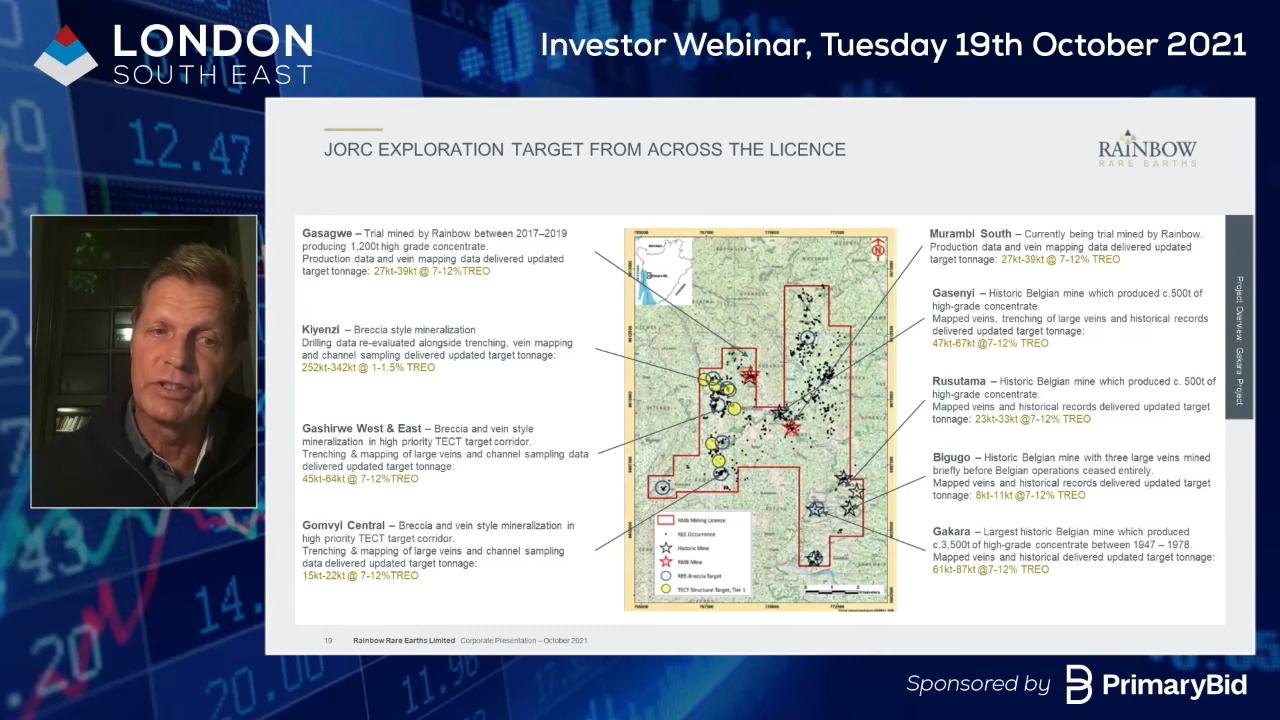 LONDON
SOUTH EAST
Investor Webinar, Tuesday 19th October 2021
12.47
JORC EXPLORATION TARGET FROM ACROSS THE LICENCE
RAINBOW
RARE EARTHS
Gasagwe – Trial mined by Rainbow between 2017–2019
producing 1,200t high grade concentrate.
Production data and vein mapping data delivered updated
target tonnage: 27kt-39kt @ 7-12%TREO
Kiyenzi – Breccia style mineralization
Drilling data re-evaluated alongside trenching, vein mapping
and channel sampling delivered updated target tonnage:
252kt-342kt @ 1-1.5% TREO
Gashirwe West & East – Breccia and vein style
mineralization in high priority TECT target corridor.
Trenching & mapping of large veins and channel sampling data
delivered updated target tonnage:
45kt-64kt @ 7-12%TREO
Gomvyi Central – Breccia and vein style mineralization in
high priority TECT target corridor.
Trenching & mapping of large veins and channel sampling
data delivered updated target tonnage:
15kt-22kt @ 7-12%TREO
N
RMB Mining Licence
REE Occurrence
Historic Mine
RMB Mine
REE-Breccia Target
TECT Structural Target, Tier 1
Murambi South – Currently being trial mined by Rainbow.
Production data and vein mapping data delivered updated
target tonnage: 27kt-39kt @ 7-12% TREO
Gasenyi – Historic Belgian mine which produced c.500t of
high-grade concentrate.
Mapped veins, trenching of large veins and historical records
delivered updated target tonnage:
47kt-67kt @7-12% TREO
Rusutama – Historic Belgian mine which produced c. 500t of
high-grade concentrate.
Mapped veins and historical records delivered updated target
tonnage: 23kt-33kt @7-12% TREO
Bigugo – Historic Belgian mine with three large veins mined
briefly before Belgian operations ceased entirely.
Mapped veins and historical records delivered updated target
tonnage: 8kt-11kt @7-12% TREO
Gakara – Largest historic Belgian mine which produced
c.3,500t of high-grade concentrate between 1947 – 1978.
Mapped veins and historical delivered updated target tonnage:
61kt-87kt @7-12% TREO
Project Overview: Gakara Project
19 Rainbow Rare Earths Limited Corporate Presentation – October 2021
20.00
11.96
Sponsored by PrimaryBid